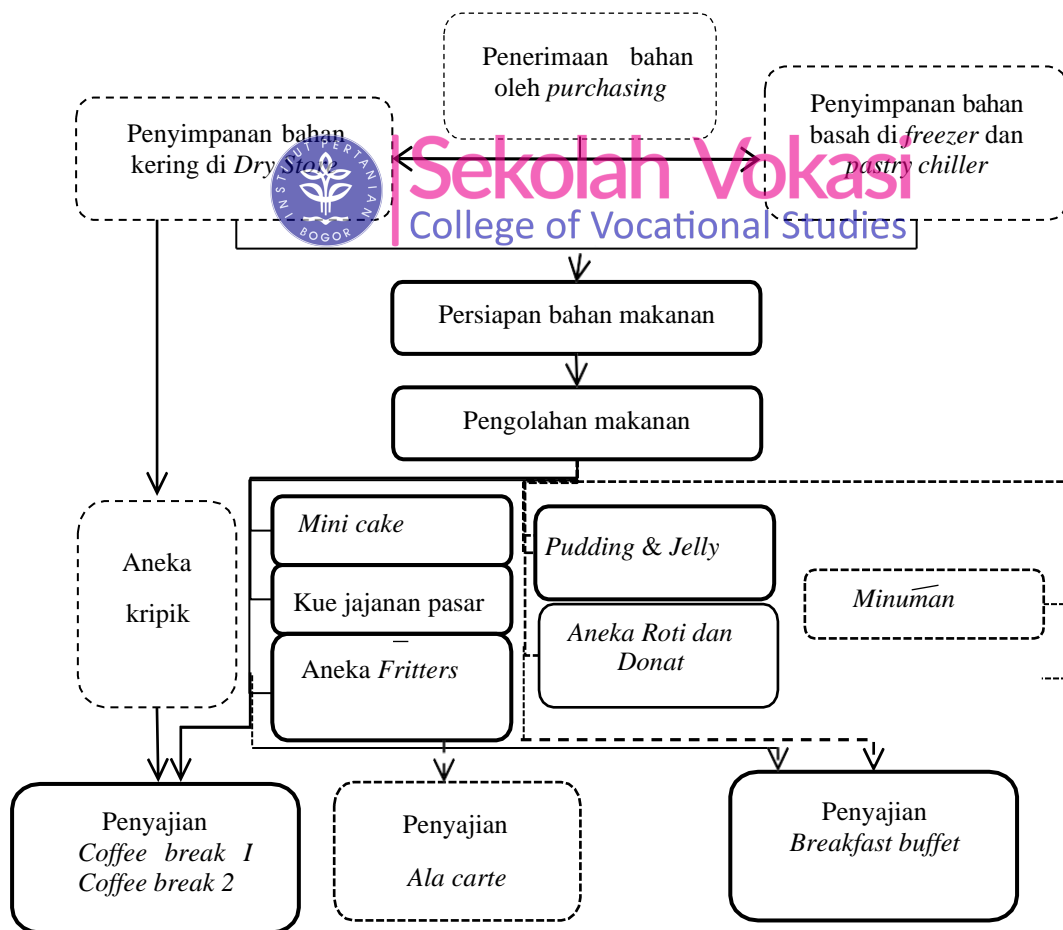 Penerimaan bahan
oleh purchasing
Penyimpanan bahan
kering di Dry Store
Penyimpanan bahan
basah di freezer dan
pastry chiller
INSTITUT PERTANIAN
BOGOR
Sekolah Vokasi
College of Vocational Studies
Persiapan bahan makanan
Pengolahan makanan
Aneka
kripik
Mini cake
Kue jajanan pasar
Aneka Fritters
Pudding & Jelly
Aneka Roti dan
Donat
Minuman
Penyajian
Coffee break I
Coffee break 2
Penyajian
Ala carte
Penyajian
Breakfast buffet